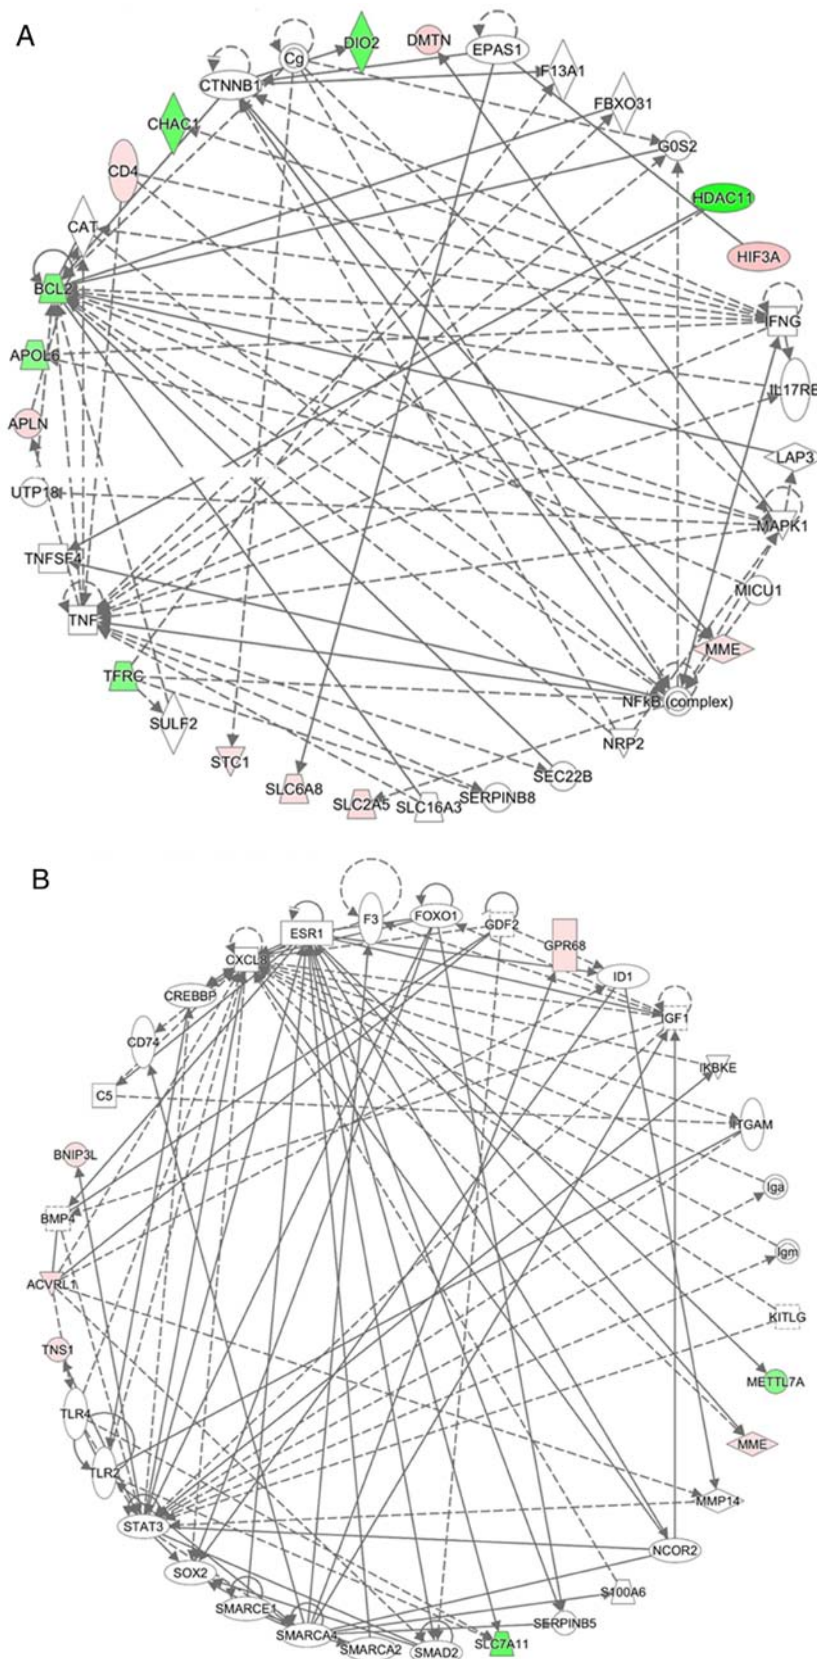 A
DIO2
DMTN
EPAS1
Cg
CTNNB1
F13A1
FBXO31
CHAC1
G0S2
CD4
HDAC11
CAT
HIF3A
BCL2
IFNG
APOL6
IL17RB
APLN
LAP3
UTP18
MAPK1
TNFSF4
MICU1
TNF
MME
TFRC
NFkB (complex)
SULF2
NRP2
STC1
SEC22B
SLC6A8
SERPINB8
SLC2A5
SLC16A3
B
F3
FOXO1
GDF2
ESR1
GPR68
CXCL8
ID1
CREBBP
IGF1
CD74
IKBKE
C5
ITGAM
BNIP3L
Iga
BMP4
Igm
ACVRL1
KITLG
TNS1
METTL7A
TLR4
MME
TLR2
MMP14
STAT3
NCOR2
SOX2
S100A6
SMARCE1
SERPINB5
SMARCA4
SLC7A11
SMARCA2
SMAD2